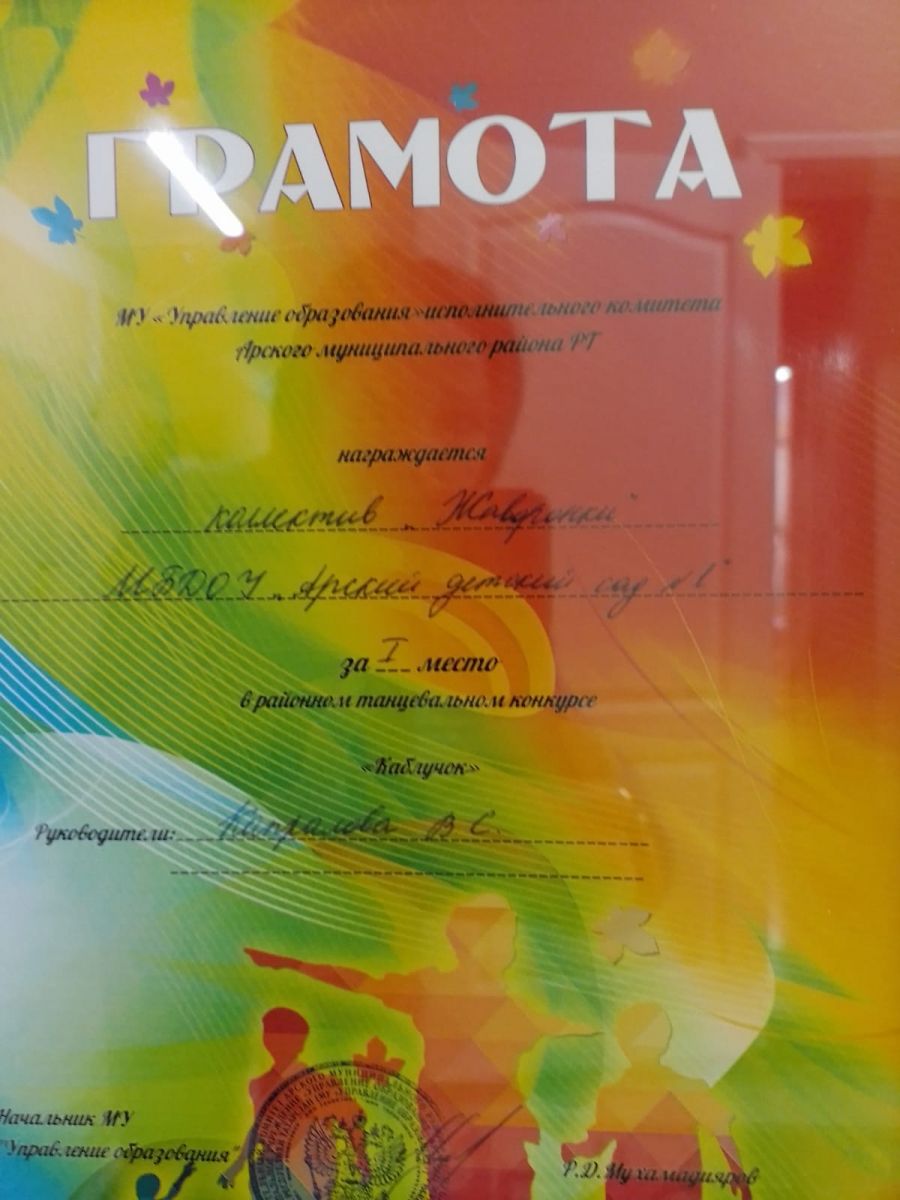 ГРАМОТА
МУ «Управление образования» исполнительного комитета
Арского муниципального района РТ
награждается
коллектив „Жавуронки"
МБДОУ „Арский детский сад №1"
за I место
в районном танцевальном конкурсе
«Каблучок»
Руководители: В С.
Начальник МУ
"Управление образования"
Р.Д.Мухамадияров